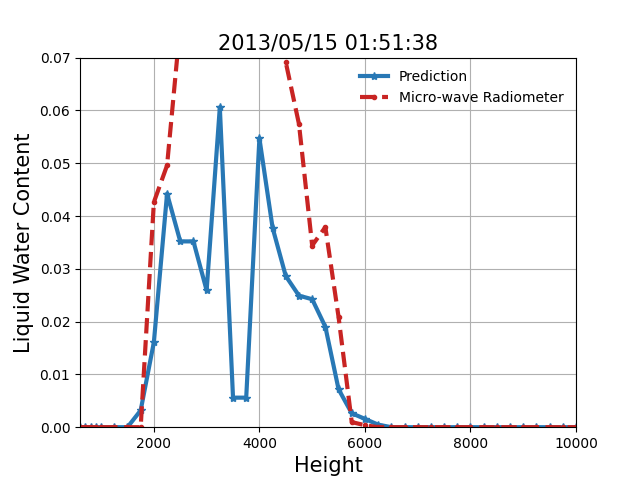 2013/05/15 01:51:38
Prediction
Micro-wave Radiometer
Liquid Water Content
0.07
0.06
0.05
0.04
0.03
0.02
0.01
0.00
2000 4000 6000 8000 10000
Height